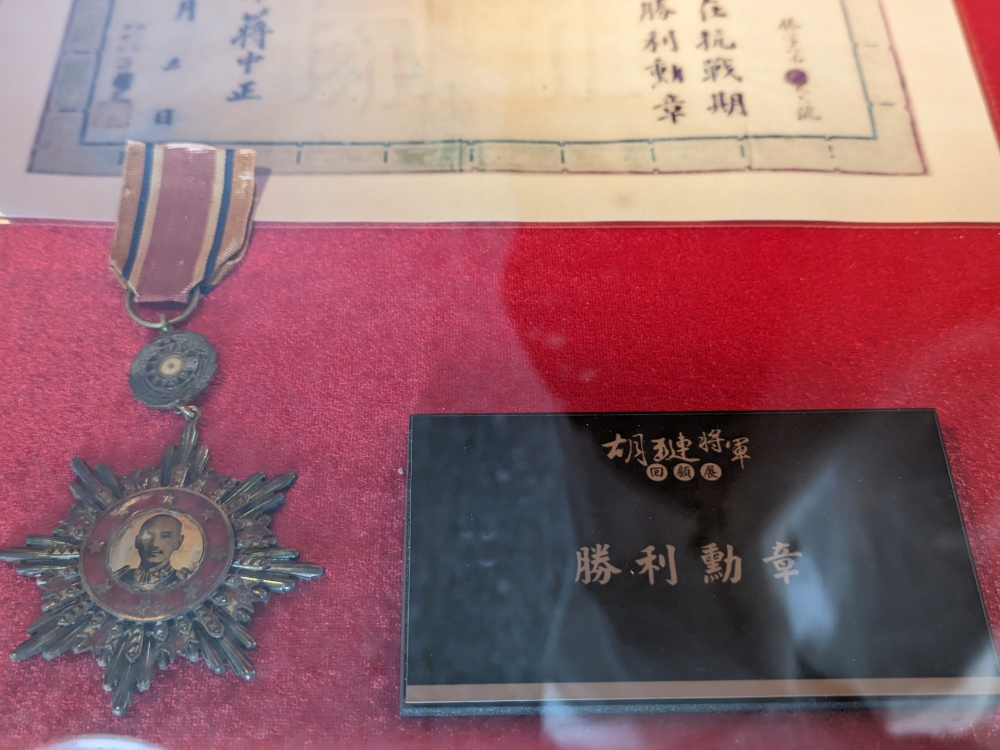 在抗戰期
勝利勳章
蔣中正
月五日
胡璉將軍
回顧展
勝利勳章